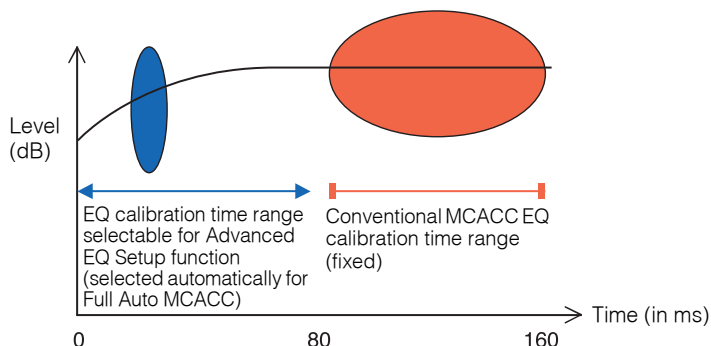 Level
(dB)
EQ calibration time range
selectable for Advanced
EQ Setup function
(selected automatically for
Full Auto MCACC)
Conventional MCACC EQ
calibration time range
(fixed)
Time (in ms)
0
80
160